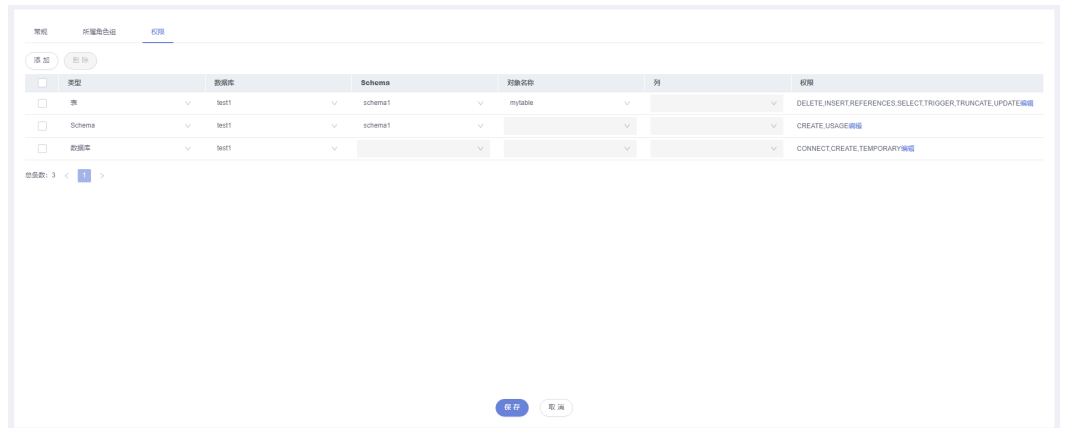 常规 所属角色组 权限
添加 删除
类型 数据库 Schema 对象名称 列 权限
表 test1 schema1 mytable DELETE,INSERT,REFERENCES,SELECT,TRIGGER,TRUNCATE,UPDATE编辑
Schema test1 schema1 CREATE,USAGE编辑
数据库 test1 CONNECT,CREATE,TEMPORARY编辑
总条数: 3 < 1 >
保存 取消